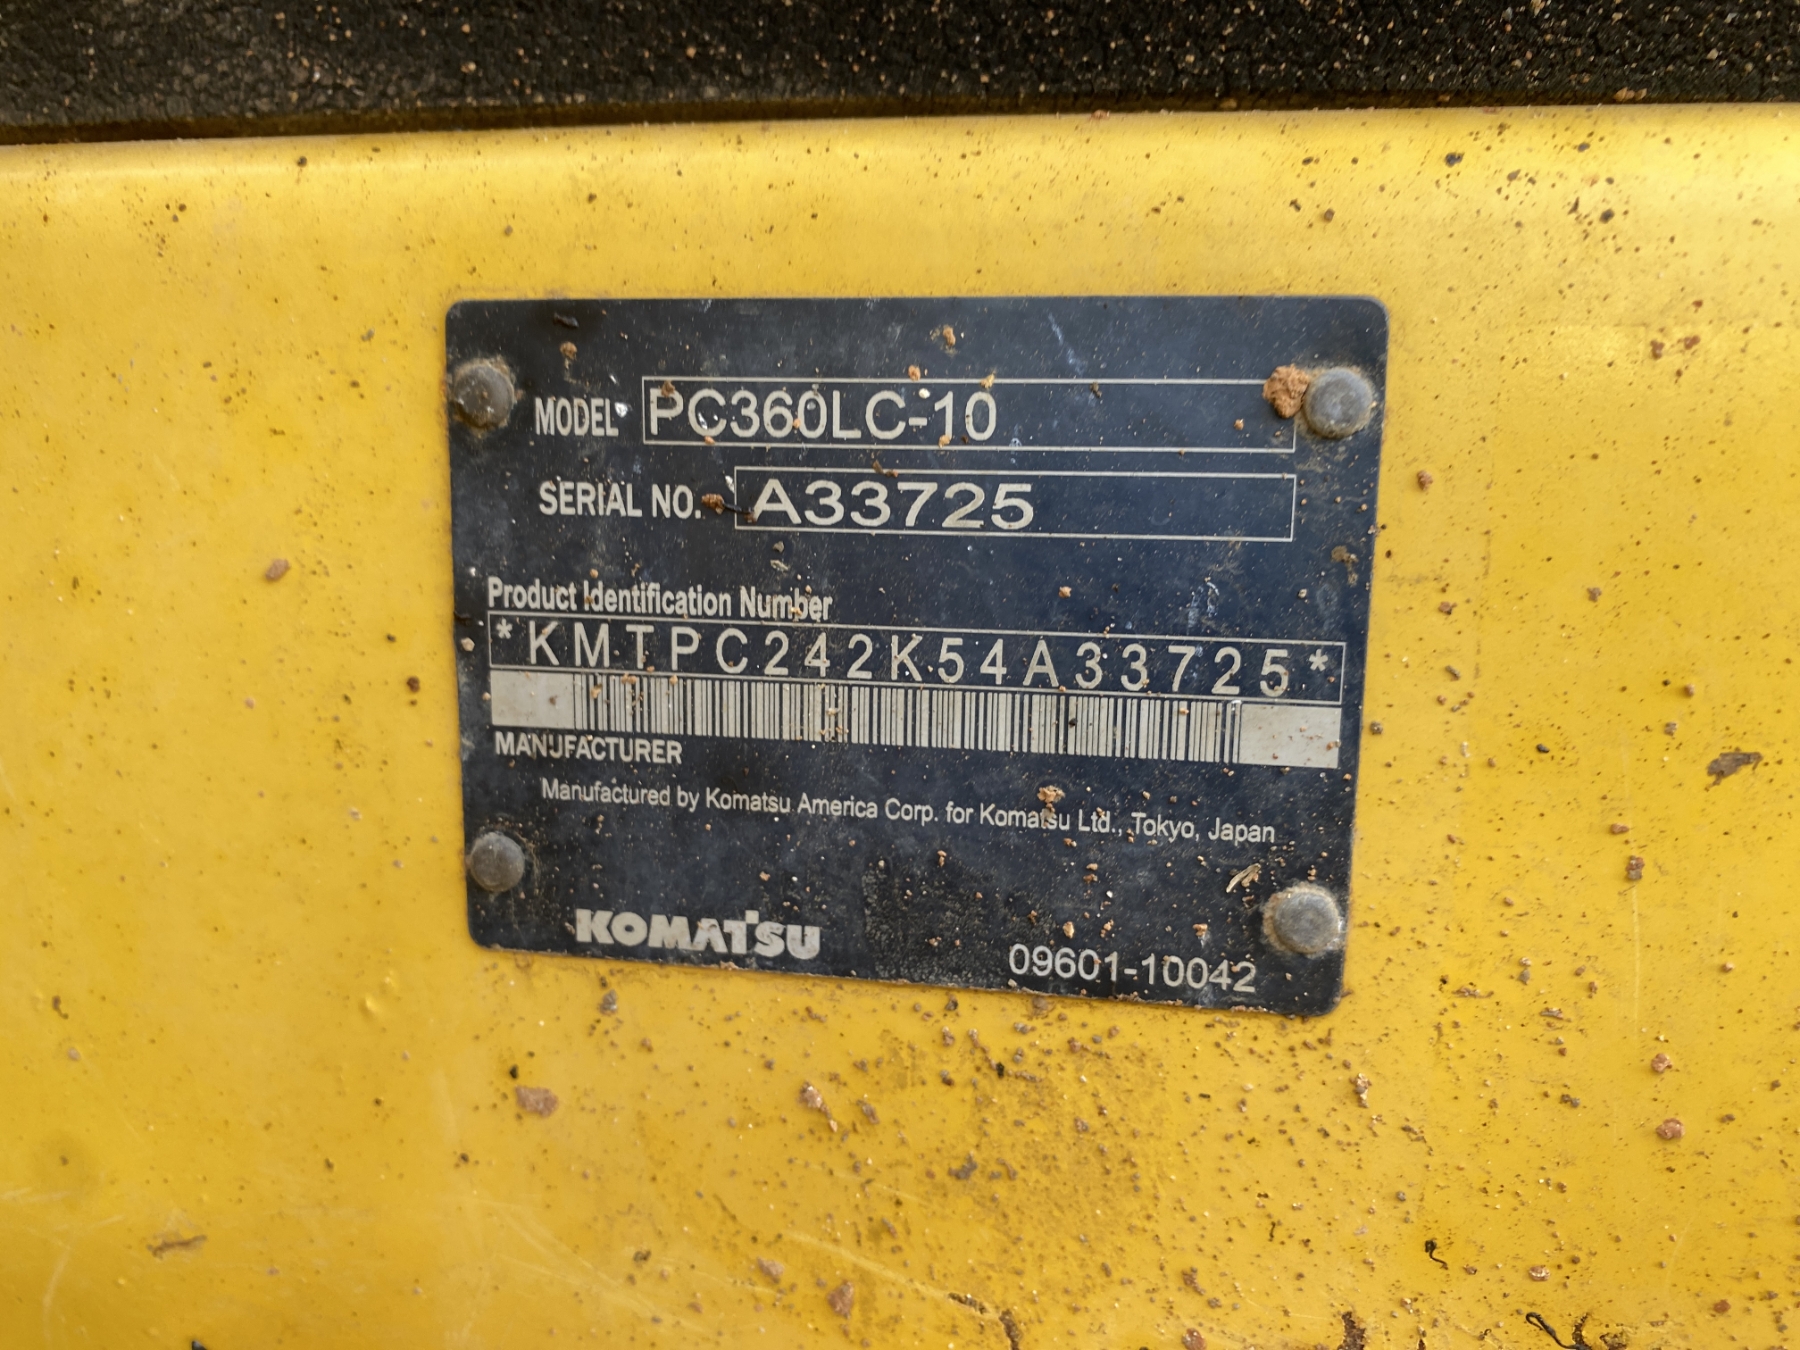 MODEL PC360LC-10
SERIAL NO. A33725
Product Identification Number
*KMTPC242K54A33725*
MANUFACTURER
Manufactured by Komatsu America Corp. for Komatsu Ltd., Tokyo, Japan
KOMATSU
09601-10042